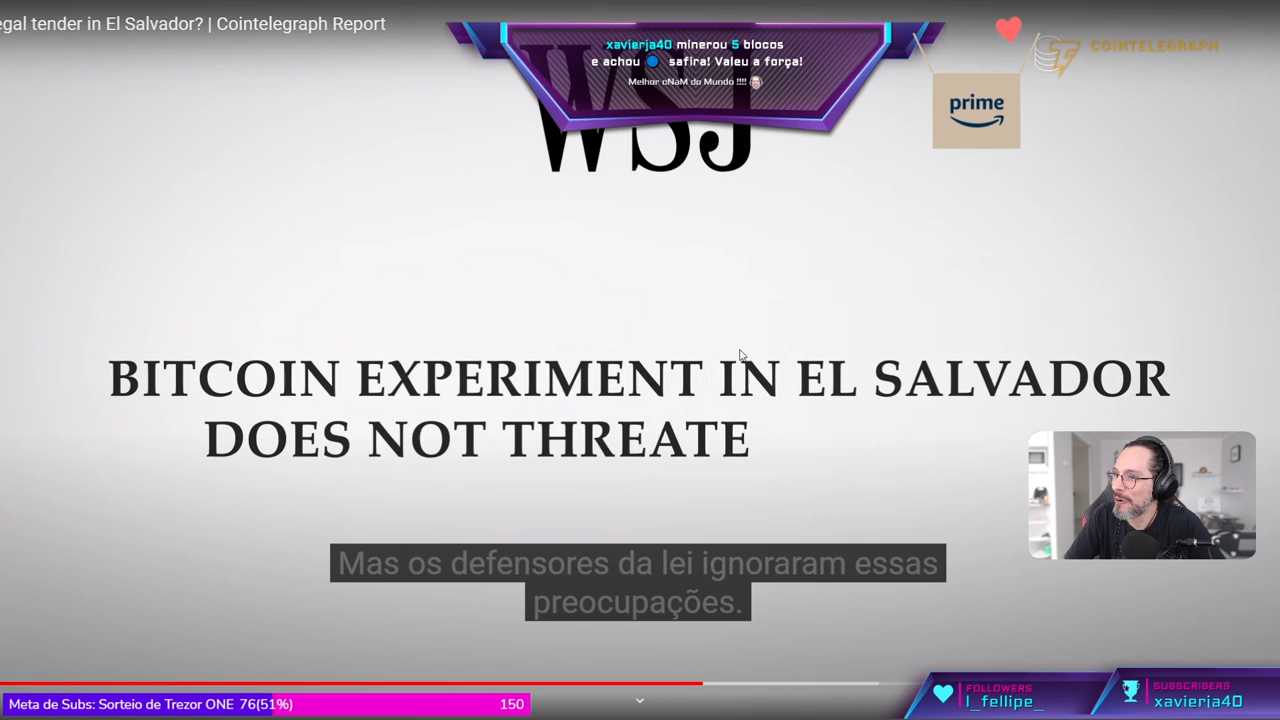 egal tender in El Salvador? | Cointelegraph Report
xavierja40 minerou 5 blocos
e achou safira! Valeu a força!
Melhor cNaM do Mundo !!!!
COINTELEGRAPH
prime
WSJ
BITCOIN EXPERIMENT IN EL SALVADOR
DOES NOT THREATE
Mas os defensores da lei ignoraram essas
preocupações.
Meta de Subs: Sorteio de Trezor ONE 76(51%)
150
FOLLOWERS
l_fellipe_
SUBSCRIBERS
xavierja40